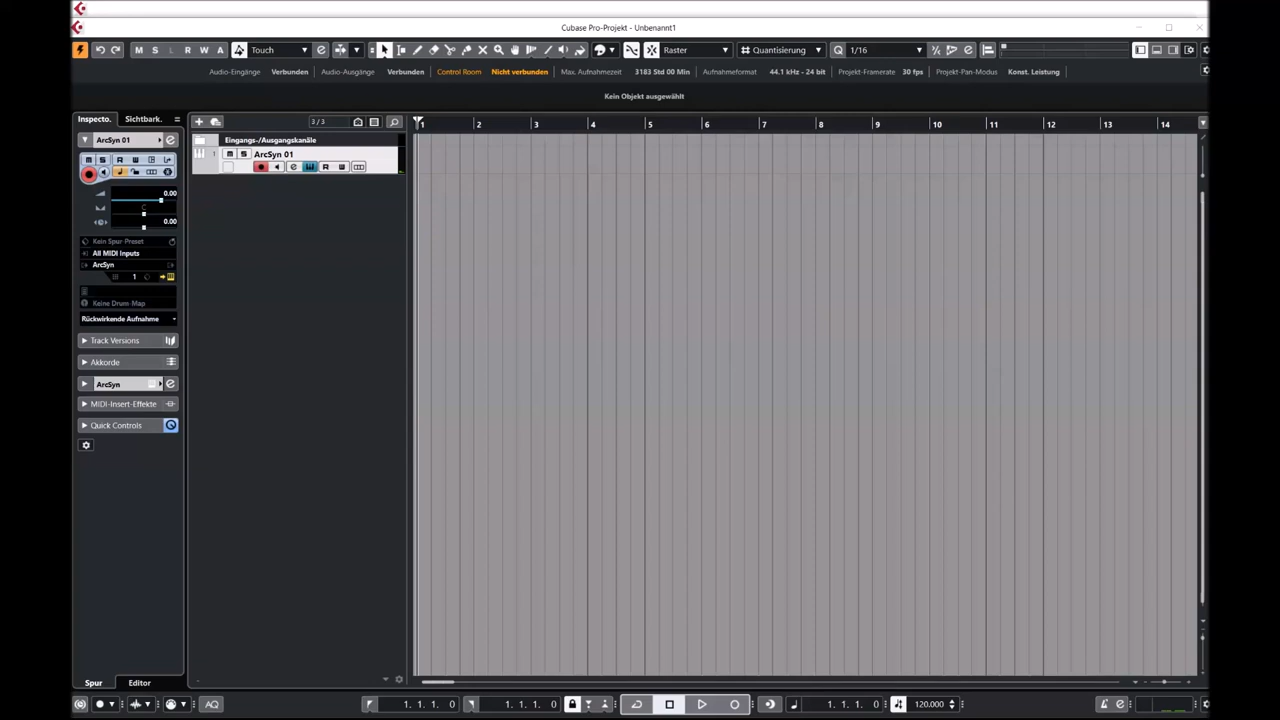 Cubase Pro-Projekt - Unbenannt1
M S L R W A Touch Raster Quantisierung Q 1/16
Audio-Eingänge Verbunden Audio-Ausgänge Verbunden Control Room Nicht verbunden Max. Aufnahmezeit 3183 Std 00 Min Aufnahmeformat 44.1 kHz - 24 bit Projekt-Framerate 30 fps Projekt-Pan-Modus Konst. Leistung
Kein Objekt ausgewählt
Inspecto. Sichtbark. 3 / 3 1 2 3 4 5 6 7 8 9 10 11 12 13 14
ArcSyn 01 e
Eingangs-/Ausgangskanäle
1 M S ArcSyn 01
M S R W
e R W
0.00
C
0.00
Kein Spur-Preset
All MIDI Inputs
ArcSyn
1
Keine Drum-Map
Rückwirkende Aufnahme
Track Versions
Akkorde
ArcSyn e
MIDI-Insert-Effekte
Quick Controls
Spur Editor
AQ 1. 1. 1. 0 1. 1. 1. 0 1. 1. 1. 0 120.000